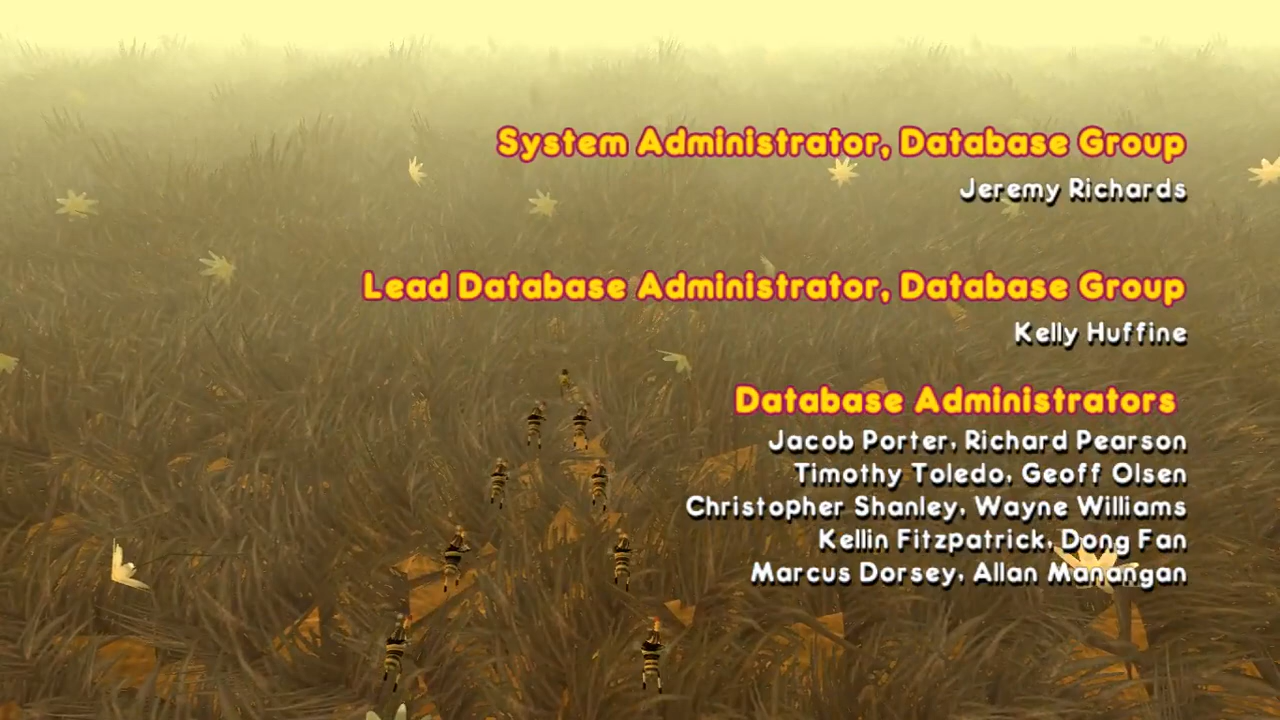 System Administrator, Database Group
Jeremy Richards
Lead Database Administrator, Database Group
Kelly Huffine
Database Administrators
Jacob Porter, Richard Pearson
Timothy Toledo, Geoff Olsen
Christopher Shanley, Wayne Williams
Kellin Fitzpatrick, Dong Fan
Marcus Dorsey, Allan Manangan